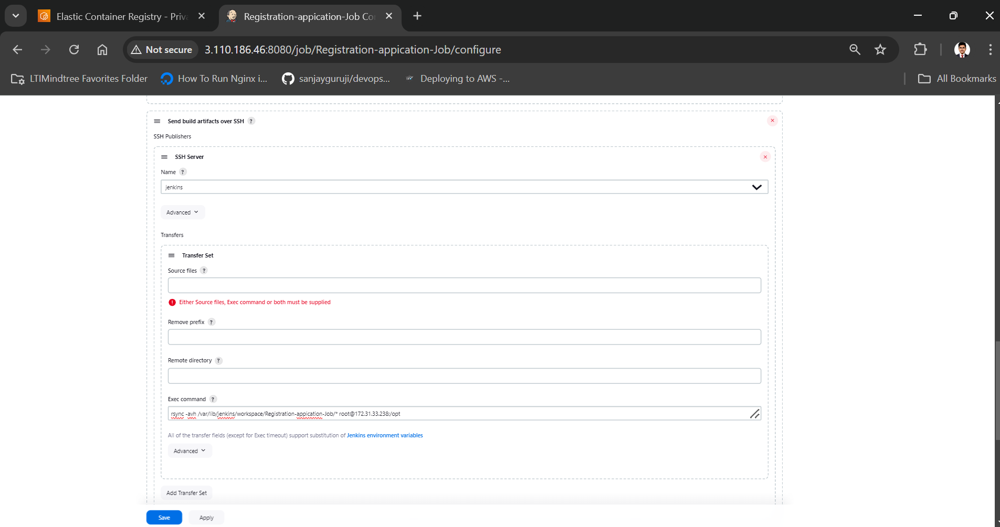 Elastic Container Registry - Priva
Registration-appication-Job Co
Not secure
3.110.186.46:8080/job/Registration-appication-Job/configure
LTIMindtree Favorites Folder
How To Run Nginx i...
sanjayguruji/devops...
Deploying to AWS -...
All Bookmarks
Send build artifacts over SSH ?
SSH Publishers
SSH Server
Name ?
jenkins
Advanced
Transfers
Transfer Set
Source files ?
Either Source files, Exec command or both must be supplied
Remove prefix ?
Remote directory ?
Exec command ?
rsync -avh /var/lib/jenkins/workspace/Registration-appication-Job/* root@172.31.33.238:/opt
All of the transfer fields (except for Exec timeout) support substitution of Jenkins environment variables
Advanced
Add Transfer Set
Save
Apply